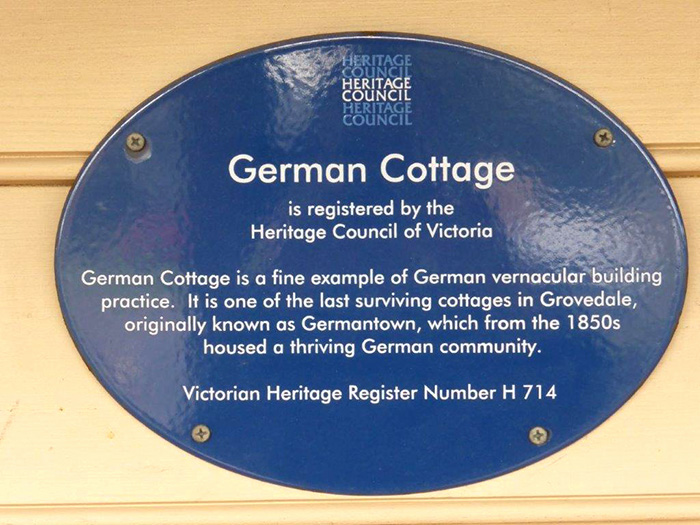 HERITAGE
COUNCIL
HERITAGE
COUNCIL
HERITAGE
COUNCIL
German Cottage
is registered by the
Heritage Council of Victoria
German Cottage is a fine example of German vernacular building
practice. It is one of the last surviving cottages in Grovedale,
originally known as Germantown, which from the 1850s
housed a thriving German community.
Victorian Heritage Register Number H 714